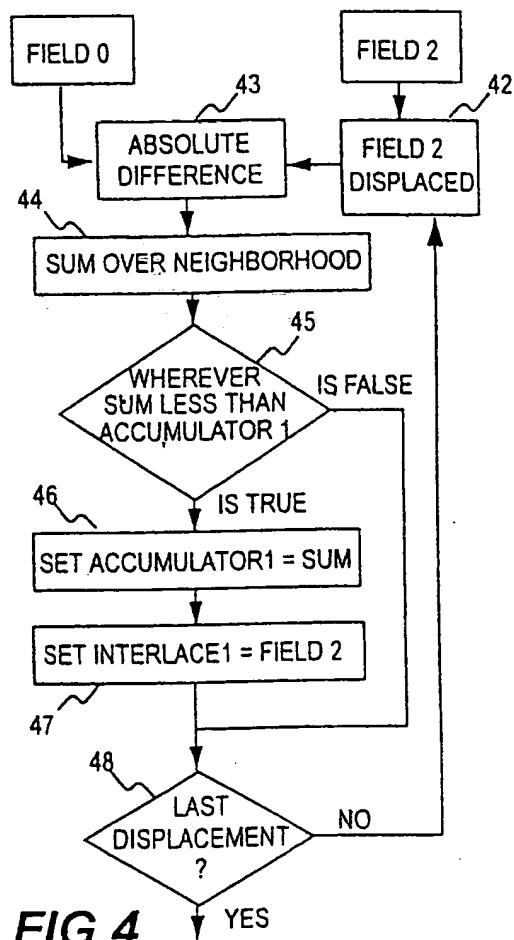 FIELD 0
FIELD 2
43
42
ABSOLUTE
DIFFERENCE
FIELD 2
DISPLACED
44
SUM OVER NEIGHBORHOOD
45
WHEREVER
SUM LESS THAN
ACCUMULATOR 1
IS FALSE
IS TRUE
46
SET ACCUMULATOR1 = SUM
SET INTERLACE1 = FIELD 2
47
48
LAST
DISPLACEMENT
?
NO
YES
FIG 4